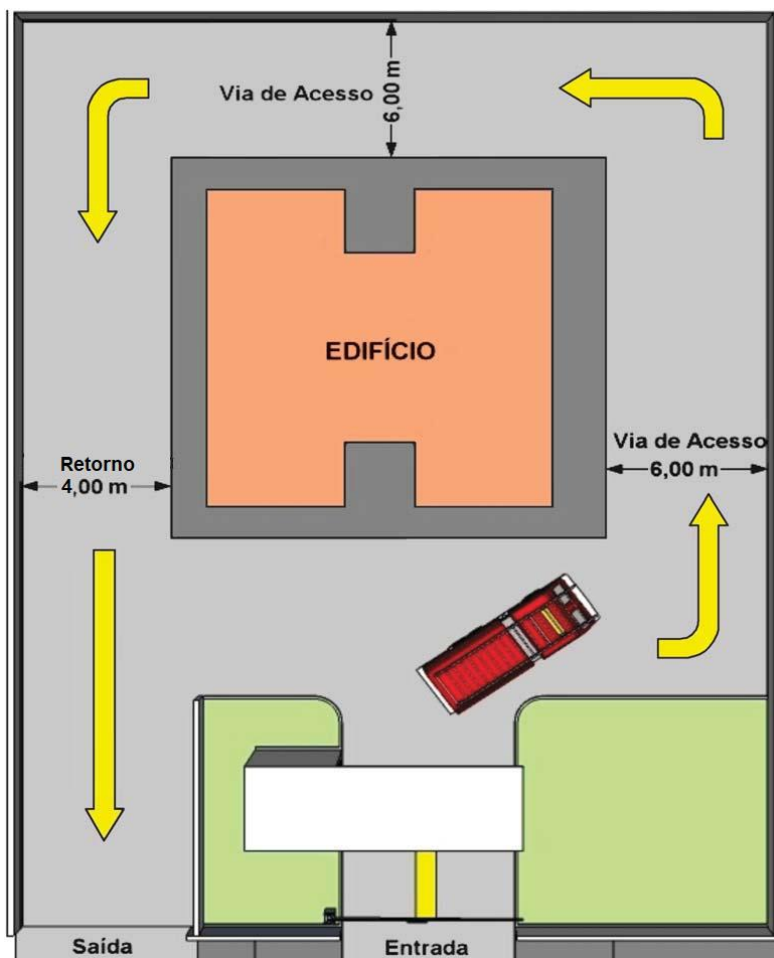 Via de Acesso
6,00 m
EDIFÍCIO
Via de Acesso
6,00 m
Retorno
4,00 m
Saída
Entrada